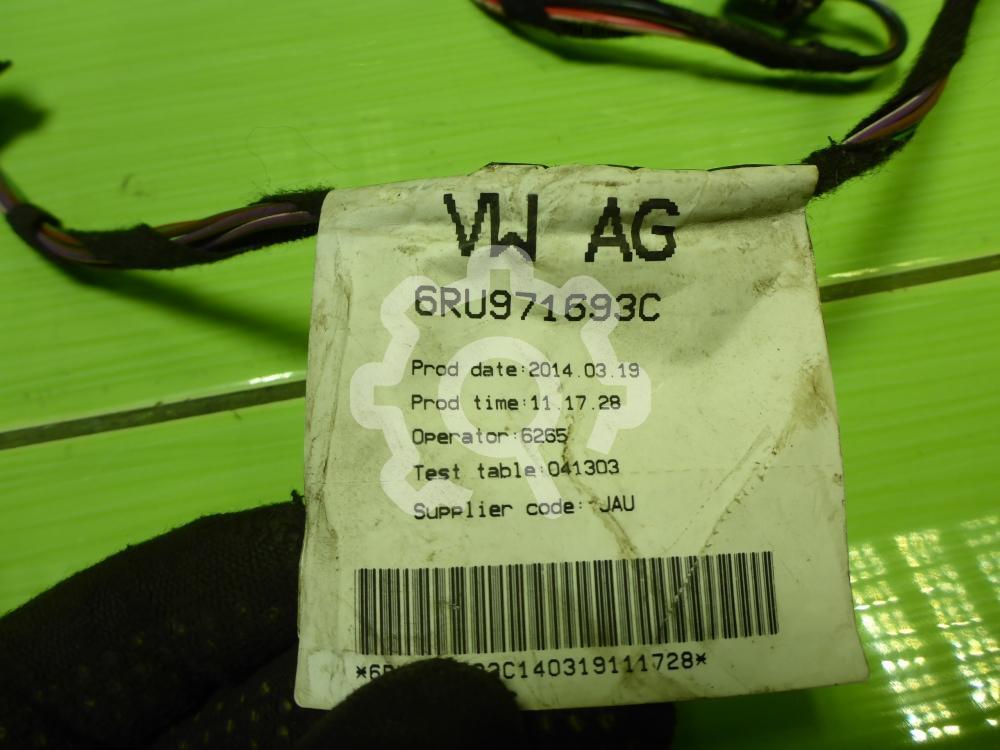 VW AG
6RU971693C
Prod date:2014.03.19
Prod time:11.17.28
Operator:6265
Test table:041303
Supplier code: JAU